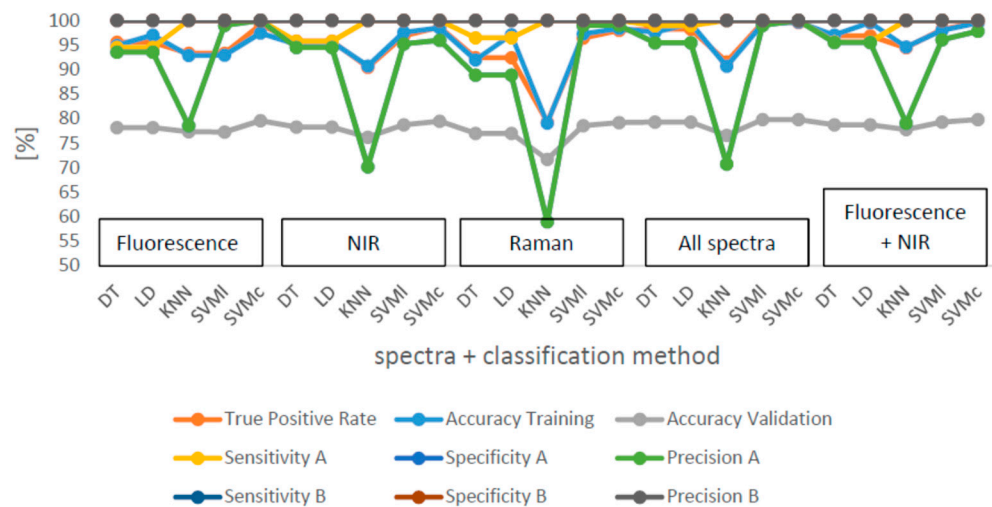 100
95
90
85
80
75
70
65
60
55
50
[%]
Fluorescence
NIR
Raman
All spectra
Fluorescence
+ NIR
DT LD KNN SVMl SVMc DT LD KNN SVMl SVMc DT LD KNN SVMl SVMc DT LD KNN SVMl SVMc DT LD KNN SVMl SVMc
spectra + classification method
True Positive Rate Accuracy Training Accuracy Validation
Sensitivity A Specificity A Precision A
Sensitivity B Specificity B Precision B